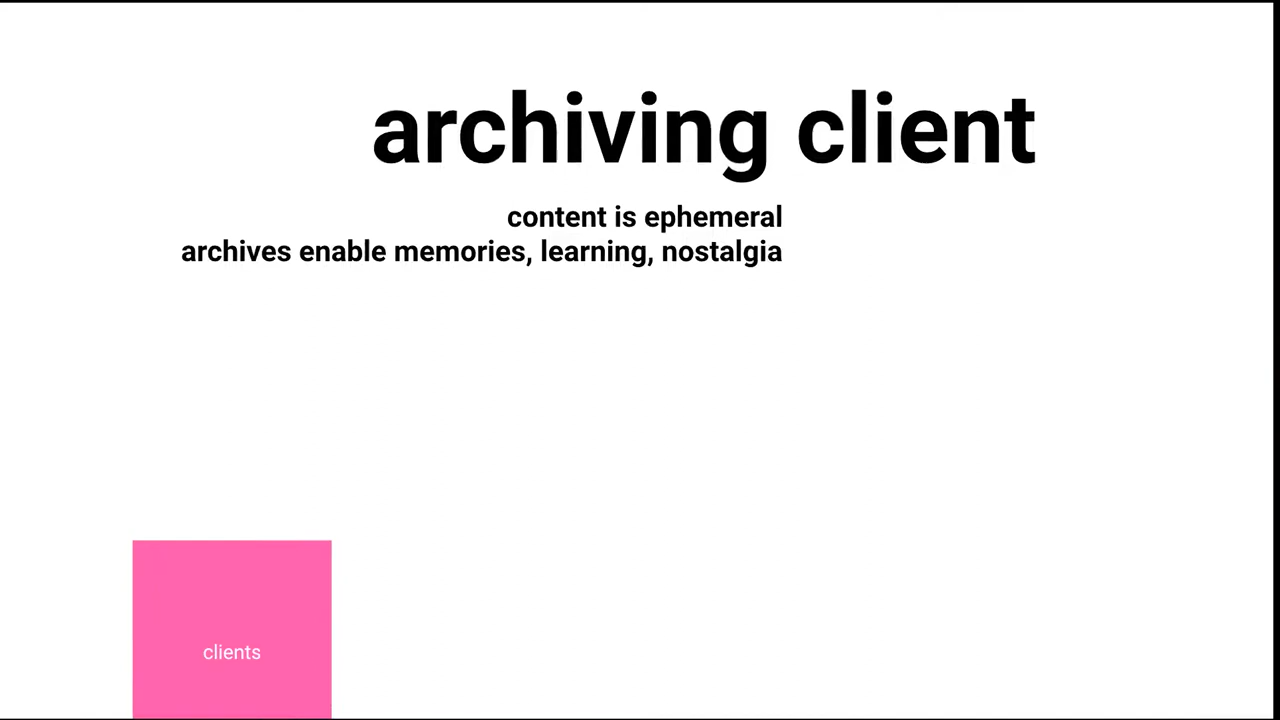 archiving client
content is ephemeral
archives enable memories, learning, nostalgia
clients